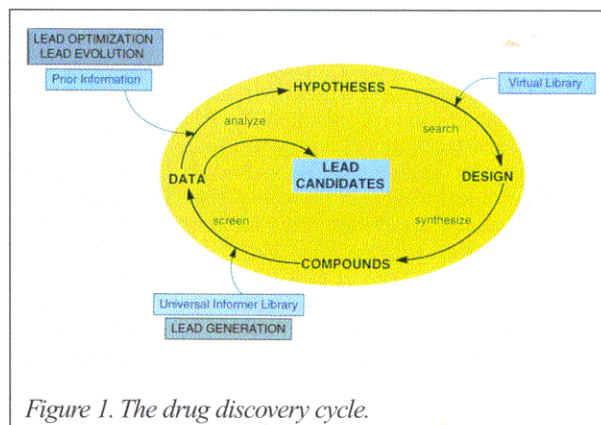 LEAD OPTIMIZATION
LEAD EVOLUTION
Prior Information
HYPOTHESES
Virtual Library
analyze
search
DATA
LEAD
CANDIDATES
DESIGN
screen
synthesize
COMPOUNDS
Universal Informer Library
LEAD GENERATION
Figure 1. The drug discovery cycle.